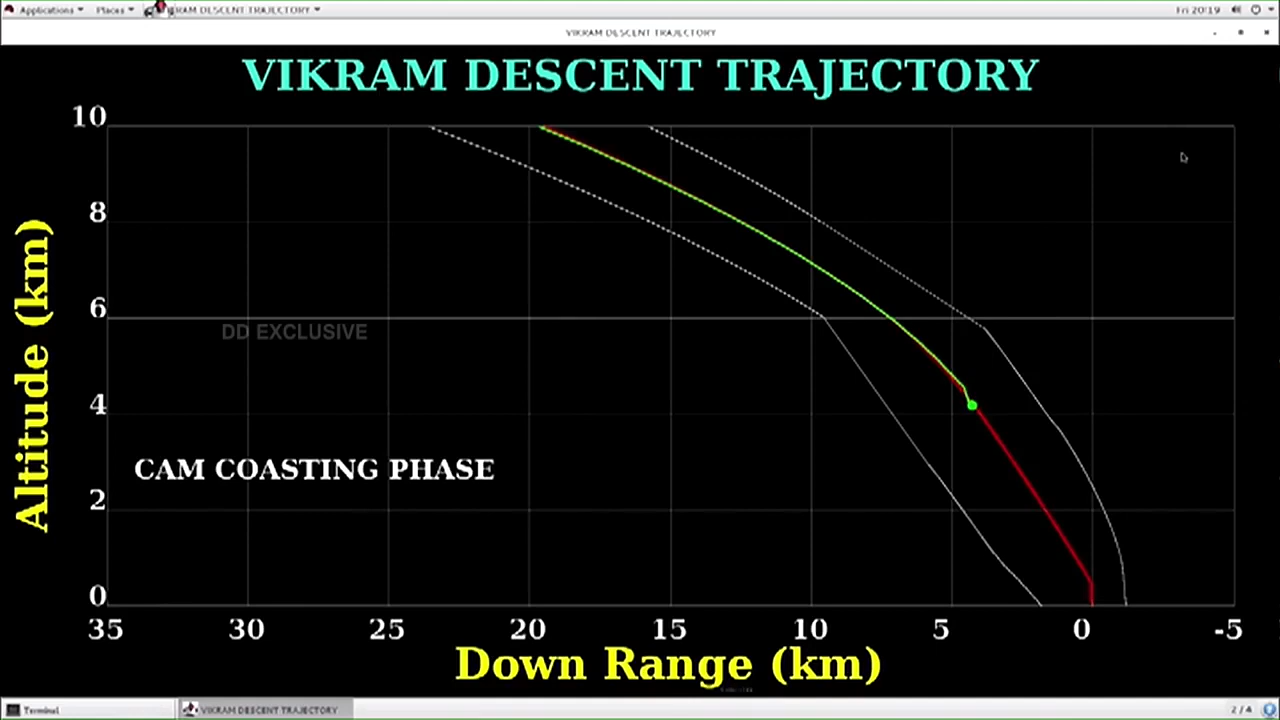 Applications Places VIKRAM DESCENT TRAJECTORY Fri 20:19
VIKRAM DESCENT TRAJECTORY
VIKRAM DESCENT TRAJECTORY
10
8
6
4
2
0
Altitude (km)
DD EXCLUSIVE
CAM COASTING PHASE
35 30 25 20 15 10 5 0 -5
Down Range (km)
Terminal VIKRAM DESCENT TRAJECTORY 2 / 4